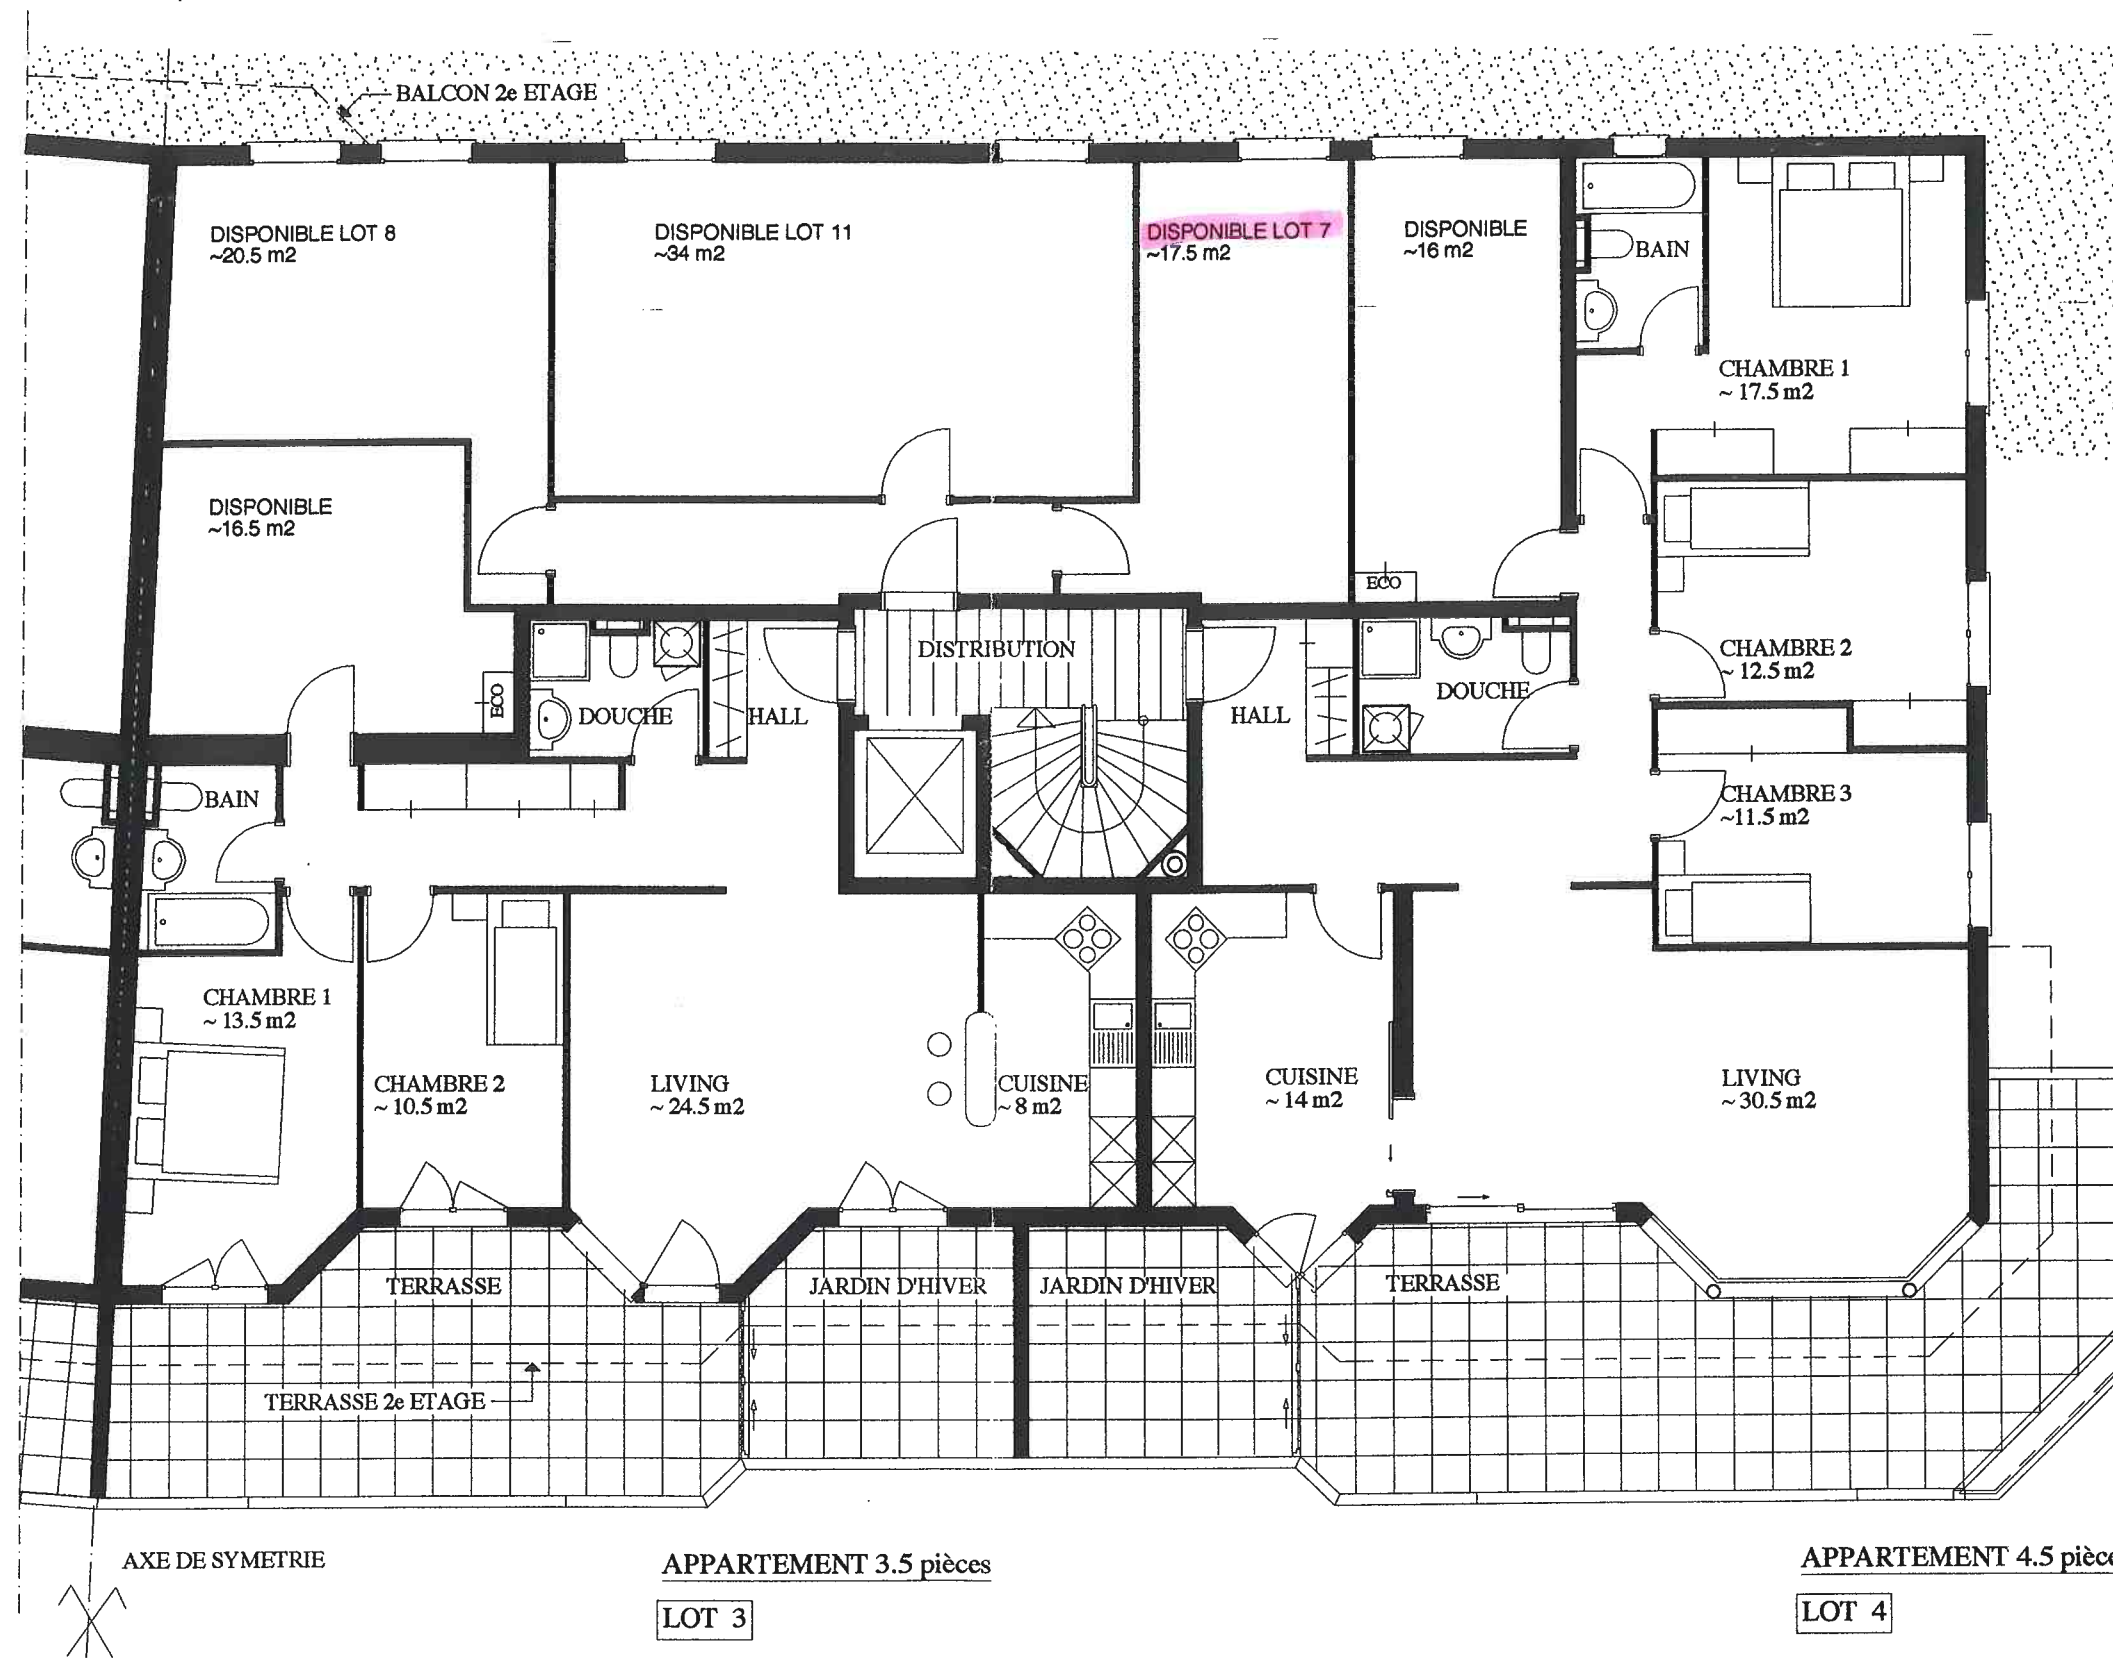 BALCON 2e ETAGE
DISPONIBLE LOT 8
~20.5 m2
DISPONIBLE LOT 11
~34 m2
DISPONIBLE LOT 7
~17.5 m2
DISPONIBLE
~16 m2
BAIN
CHAMBRE 1
~ 17.5 m2
DISPONIBLE
~16.5 m2
ECO
CHAMBRE 2
~ 12.5 m2
DISTRIBUTION
ECO
DOUCHE
HALL
HALL
DOUCHE
BAIN
CHAMBRE 3
~11.5 m2
CHAMBRE 1
~ 13.5 m2
CHAMBRE 2
~ 10.5 m2
LIVING
~ 24.5 m2
CUISINE
~ 8 m2
CUISINE
~ 14 m2
LIVING
~ 30.5 m2
TERRASSE
JARDIN D'HIVER
JARDIN D'HIVER
TERRASSE
TERRASSE 2e ETAGE
AXE DE SYMETRIE
APPARTEMENT 3.5 pièces
LOT 3
APPARTEMENT 4.5 pièce
LOT 4